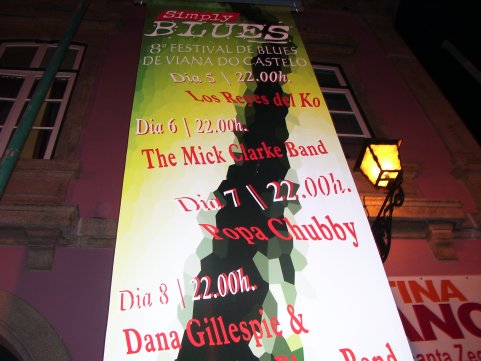 Simply
BLUES
8º FESTIVAL DE BLUES
DE VIANA DO CASTELO
Dia 5 \ 22.00h.
Los Reyes del Ko
Dia 6 | 22.00h.
The Mick Clarke Band
Dia 7 \ 22.00h.
Popa Chubby
Dia 8 | 22.00h.
Dana Gillespie &
Band
TINA
ANO